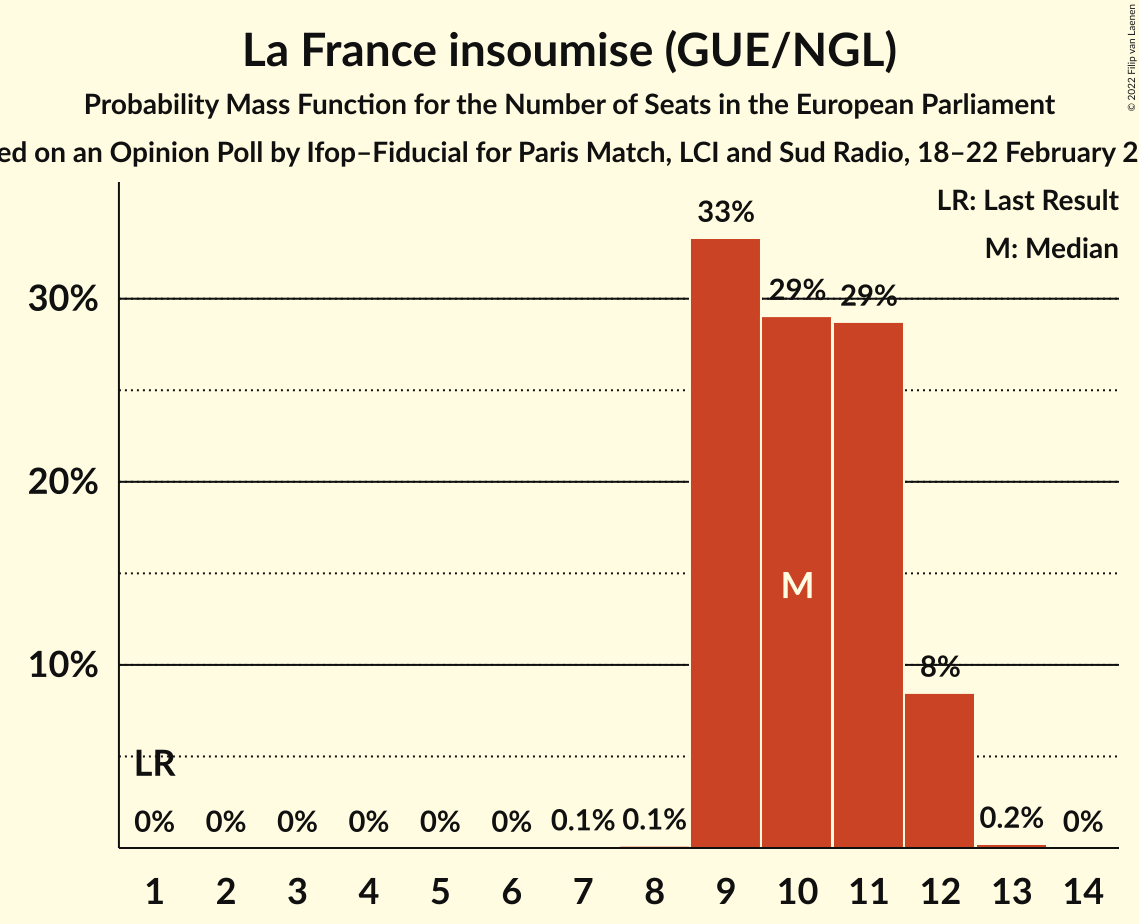 La France insoumise (GUE/NGL)
Probability Mass Function for the Number of Seats in the European Parliament
ed on an Opinion Poll by Ifop–Fiducial for Paris Match, LCI and Sud Radio, 18–22 February 2
© 2022 Filip van Laenen
LR: Last Result
M: Median
33%
30%
29% 29%
20%
M
10%
8%
LR
0% 0% 0% 0% 0% 0% 0.1% 0.1% 0.2% 0%
1 2 3 4 5 6 7 8 9 10 11 12 13 14